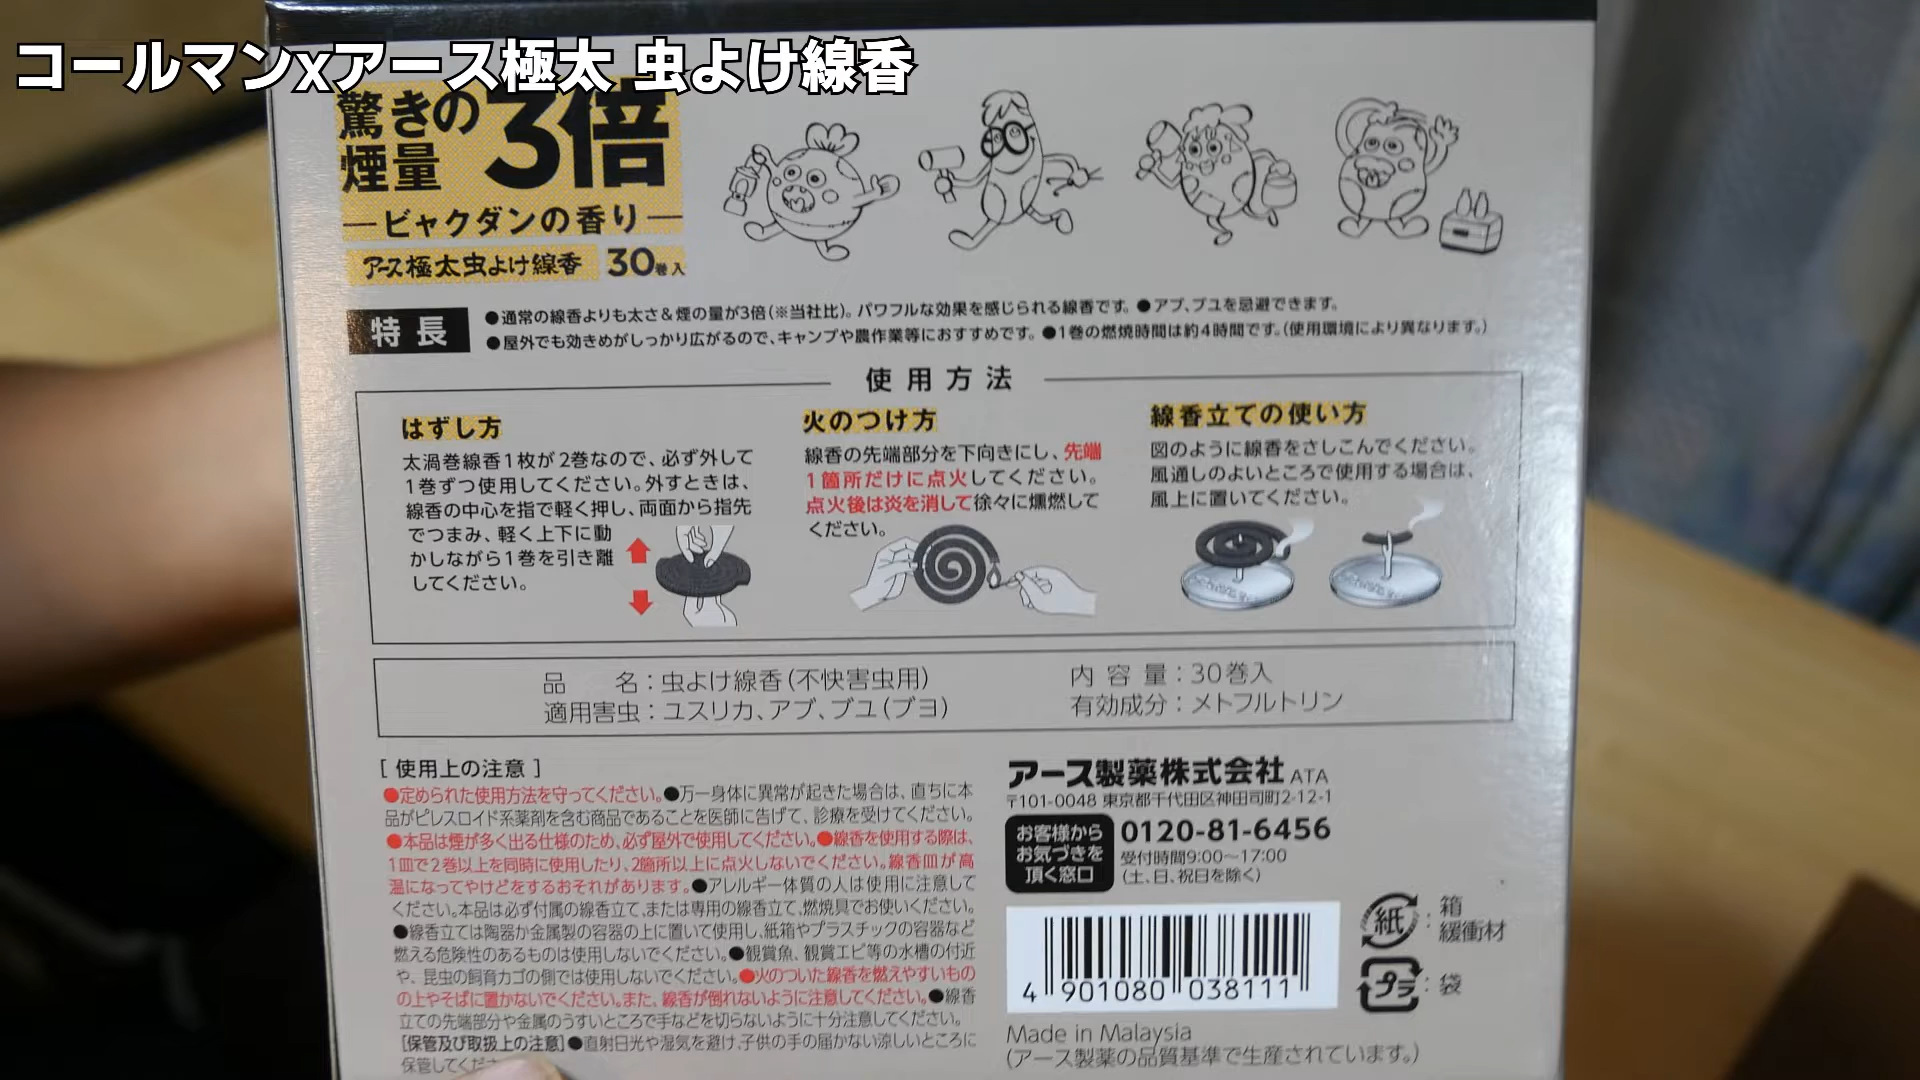 コールマンxアース極太 虫よけ線香
驚きの
煙量
3倍
ービャクダンの香りー
アース極太虫よけ線香 30巻入
特長
●通常の線香よりも太さ&煙の量が3倍(※当社比)。パワフルな効果を感じられる線香です。●アブ、ブユを忌避できます。
●屋外でも効きめがしっかり広がるので、キャンプや農作業等におすすめです。●1巻の燃焼時間は約4時間です。(使用環境により異なります。)
使用方法
はずし方
太渦巻線香1枚が2巻なので、必ず外して
1巻ずつ使用してください。外すときは、
線香の中心を指で軽く押し、両面から指先
でつまみ、軽く上下に動
かしながら1巻を引き離
してください。
火のつけ方
線香の先端部分を下向きにし、先端
1箇所だけに点火してください。
点火後は炎を消して徐々に燻燃して
ください。
線香立ての使い方
図のように線香をさしこんでください。
風通しのよいところで使用する場合は、
風上に置いてください。
品 名:虫よけ線香(不快害虫用)
適用害虫:ユスリカ、アブ、ブユ(ブヨ)
内容量:30巻入
有効成分:メトフルトリン
[使用上の注意]
●定められた使用方法を守ってください。●万一身体に異常が起きた場合は、直ちに本
品がピレスロイド系薬剤を含む商品であることを医師に告げて、診療を受けてください。
●本品は煙が多く出る仕様のため、必ず屋外で使用してください。●線香を使用する際は、
1皿で2巻以上を同時に使用したり、2箇所以上に点火しないでください。線香皿が高
温になってやけどをするおそれがあります。●アレルギー体質の人は使用に注意して
ください。本品は必ず付属の線香立て、または専用の線香立て、燃焼具でお使いください。
●線香立ては陶器か金属製の容器の上に置いて使用し、紙箱やプラスチックの容器など
燃える危険性のあるものは使用しないでください。●観賞魚、観賞エビ等の水槽の付近
や、昆虫の飼育カゴの側では使用しないでください。●火のついた線香を燃えやすいもの
の上やそばに置かないでください。また、線香が倒れないように注意してください。●線香
立ての先端部分や金属のうすいところで手などを切らないように十分注意してください。
[保管及び取扱上の注意]●直射日光や湿気を避け、子供の手の届かない涼しいところに
保管してくだ
アース製薬株式会社 ATA
〒101-0048 東京都千代田区神田司町2-12-1
お客様から
お気づきを
頂く窓口
0120-81-6456
受付時間9:00~17:00
(土、日、祝日を除く)
4 901080 038111
紙 : 箱
緩衝材
プラ : 袋
Made in Malaysia
(アース製薬の品質基準で生産されています。)